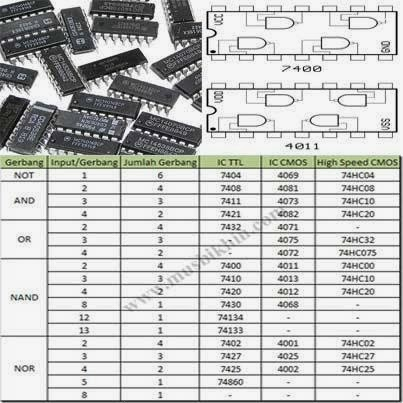 VCC
GND
7400
VDD
VSS
4011
Gerbang Input/Gerbang Jumlah Gerbang IC TTL IC CMOS High Speed CMOS
NOT 1 6 7404 4069 74HC04
AND 2 4 7408 4081 74HC08
3 3 7411 4073 74HC10
4 2 7421 4082 74HC20
OR 2 4 7432 4071 -
3 3 - 4075 74HC32
4 2 - 4072 74HC075
NAND 2 4 7400 4011 74HC00
3 3 7410 4013 74HC10
4 2 7420 4012 74HC20
8 1 7430 4068 -
12 1 74134 - -
13 1 74133 - -
NOR 2 4 7402 4001 74HC02
3 3 7427 4025 74HC27
4 2 7425 4002 74HC25
5 1 74860 - -
8 1 - - -
www.musbikhin.com